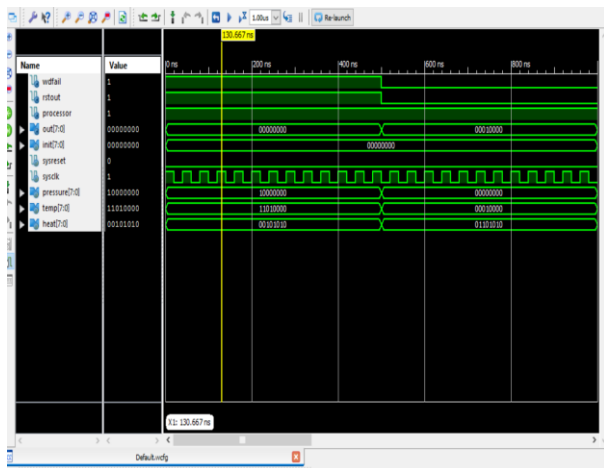 1.00us
Re-launch
130.667 ns
Name Value
0 ns 200 ns 400 ns 600 ns 800 ns
wdfail 1
rstout 1
processor 1
out[7:0] 00000000 00000000 00010000
init[7:0] 00000000 00000000
sysreset 0
sysclk 1
pressure[7:0] 10000000 10000000 00000000
temp[7:0] 11010000 11010000 00010000
heat[7:0] 00101010 00101010 01101010
X1: 130.667 ns
Default.wcfg